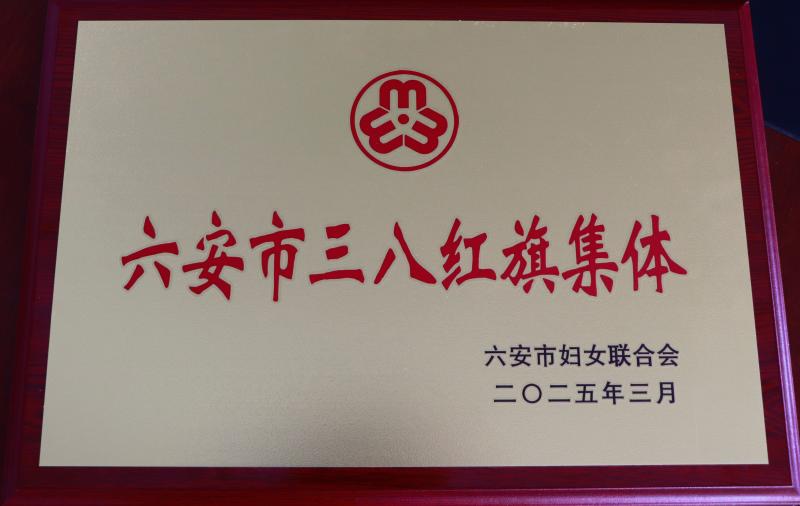 六安市三八红旗集体
六安市妇女联合会
二〇二五年三月